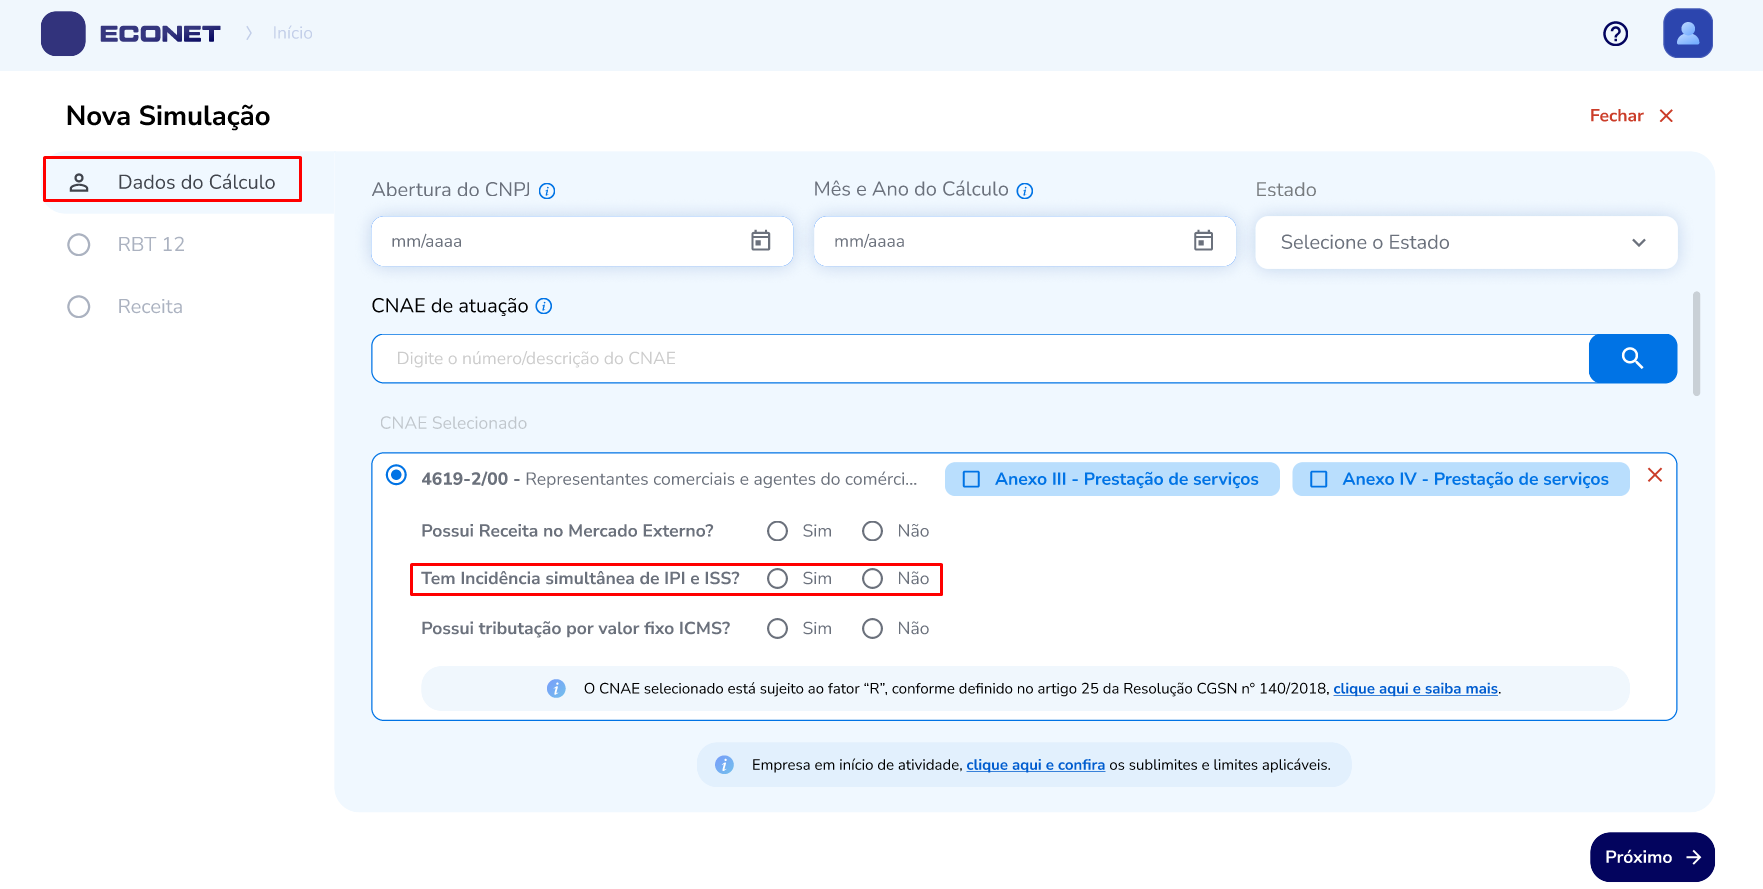 ECONET
Início
Nova Simulação
Fechar
Dados do Cálculo
RBT 12
Receita
Abertura do CNPJ
Mês e Ano do Cálculo
Estado
mm/aaaa
mm/aaaa
Selecione o Estado
CNAE de atuação
Digite o número/descrição do CNAE
CNAE Selecionado
4619-2/00 - Representantes comerciais e agentes do comérci...
Anexo III - Prestação de serviços
Anexo IV - Prestação de serviços
Possui Receita no Mercado Externo? Sim Não
Tem Incidência simultânea de IPI e ISS? Sim Não
Possui tributação por valor fixo ICMS? Sim Não
O CNAE selecionado está sujeito ao fator “R”, conforme definido no artigo 25 da Resolução CGSN n° 140/2018, clique aqui e saiba mais.
Empresa em início de atividade, clique aqui e confira os sublimites e limites aplicáveis.
Próximo